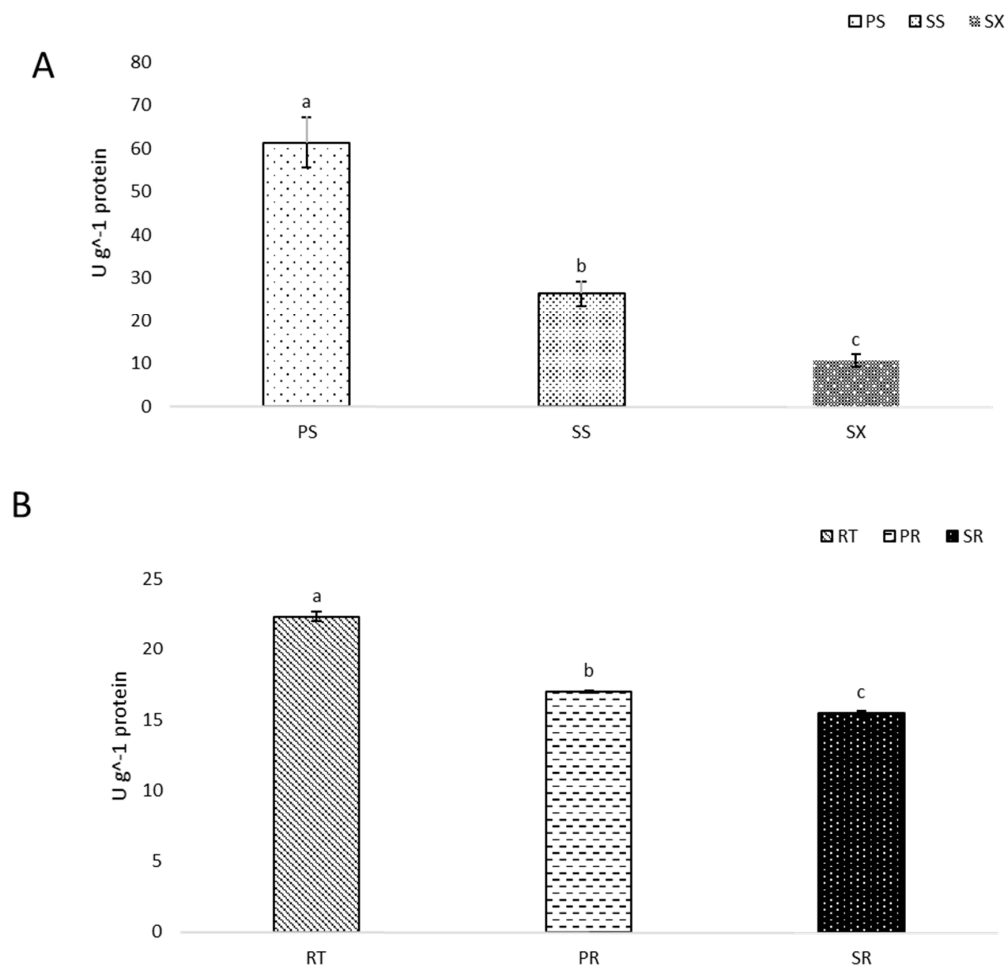 PS SS SX
A
80
70
60
50
40
30
20
10
0
U g^-1 protein
a
b
c
PS SS SX
B
RT PR SR
25
20
15
10
5
0
U g^-1 protein
a
b
c
RT PR SR